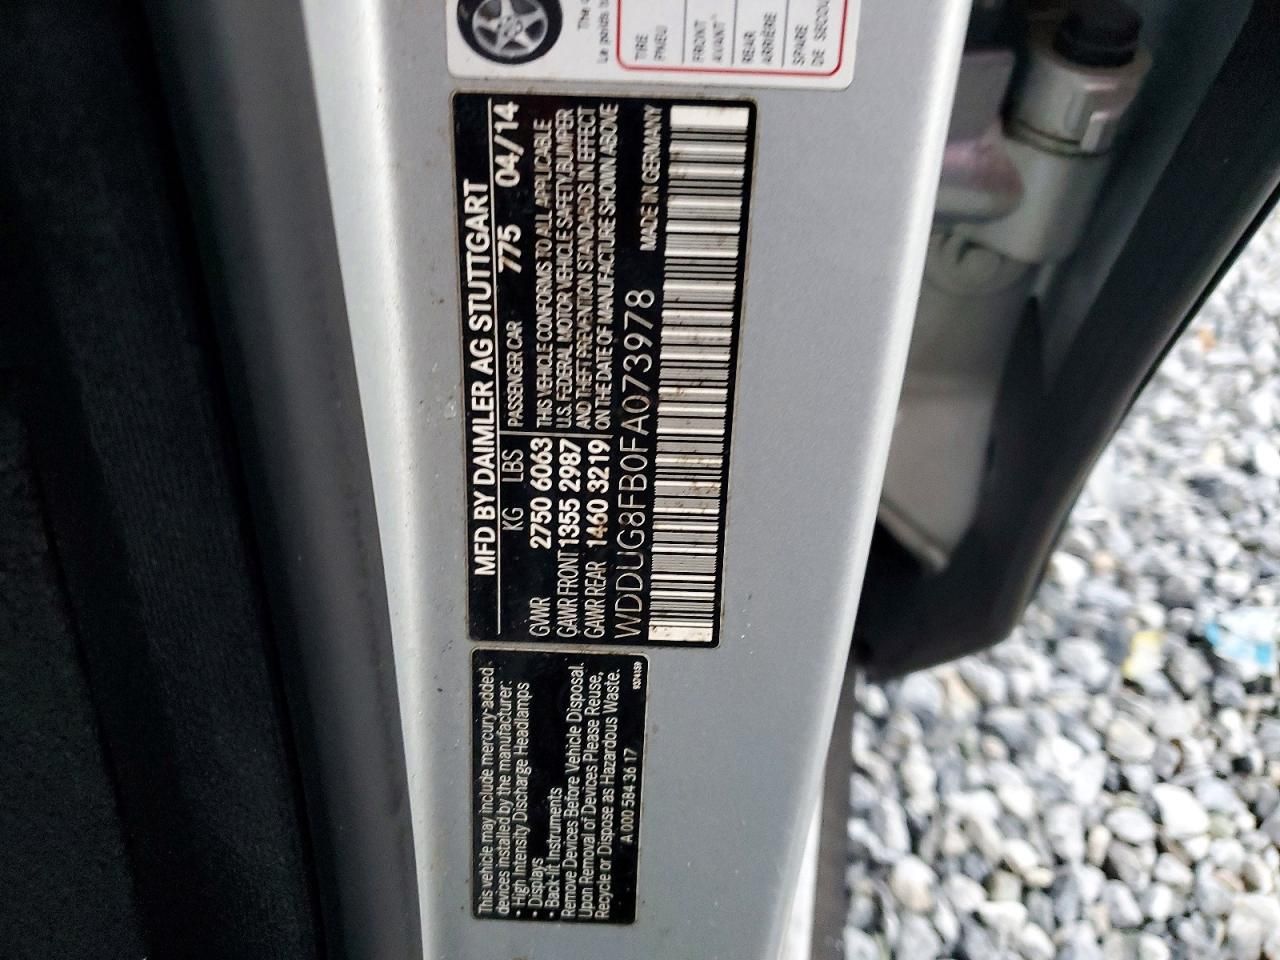 The
Le poids to
TIRE
PNEU
FRONT
AVANT
REAR
ARRIÈRE
SPARE
DE SECOU
MFD BY DAIMLER AG STUTTGART
KG LBS PASSENGER CAR 775 04/14
GVWR 2750 6063
GAWR FRONT 1355 2987
GAWR REAR 1460 3219
THIS VEHICLE CONFORMS TO ALL APPLICABLE
U.S. FEDERAL MOTOR VEHICLE SAFETY, BUMPER
AND THEFT PREVENTION STANDARDS IN EFFECT
ON THE DATE OF MANUFACTURE SHOWN ABOVE
WDDUG8FB0FA073978 MADE IN GERMANY
This vehicle may include mercury-added
devices installed by the manufacturer:
• High Intensity Discharge Headlamps
• Displays
• Back-lit Instruments
Remove Devices Before Vehicle Disposal.
Upon Removal of Devices Please Reuse,
Recycle or Dispose as Hazardous Waste.
A 000 584 36 17